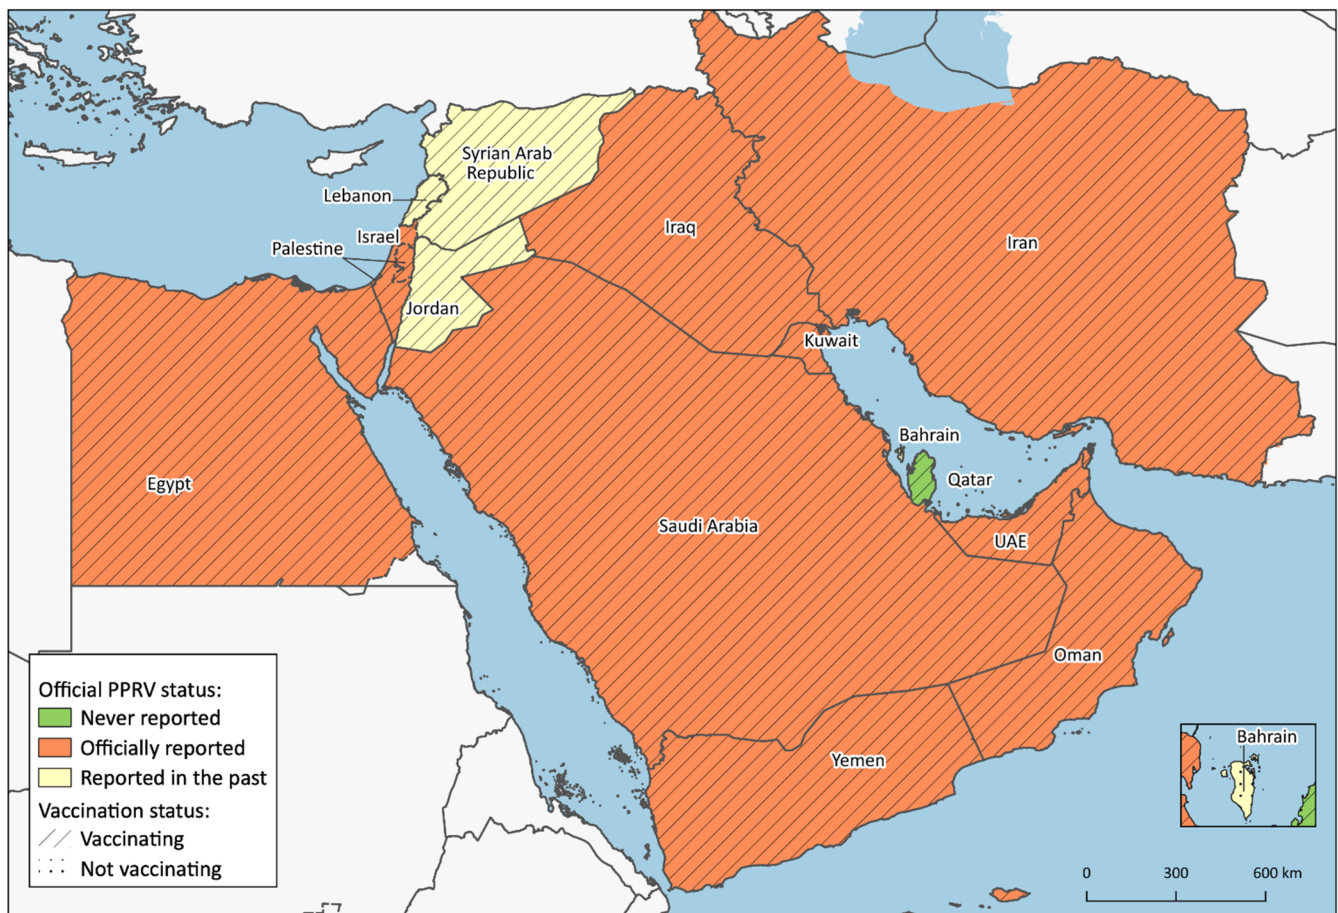 Syrian Arab
Republic
Lebanon
Israel
Palestine
Iraq
Iran
Jordan
Kuwait
Bahrain
Qatar
Egypt
Saudi Arabia
UAE
Oman
Yemen
Official PPRV status:
Never reported
Officially reported
Reported in the past
Vaccination status:
Vaccinating
Not vaccinating
Bahrain
0 300 600 km